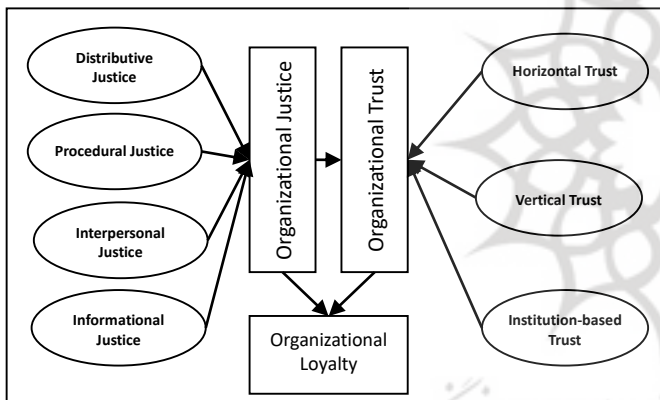 Distributive
Justice
Procedural Justice
Interpersonal
Justice
Informational
Justice
Organizational Justice
Organizational Trust
Horizontal Trust
Vertical Trust
Institution-based
Trust
Organizational
Loyalty